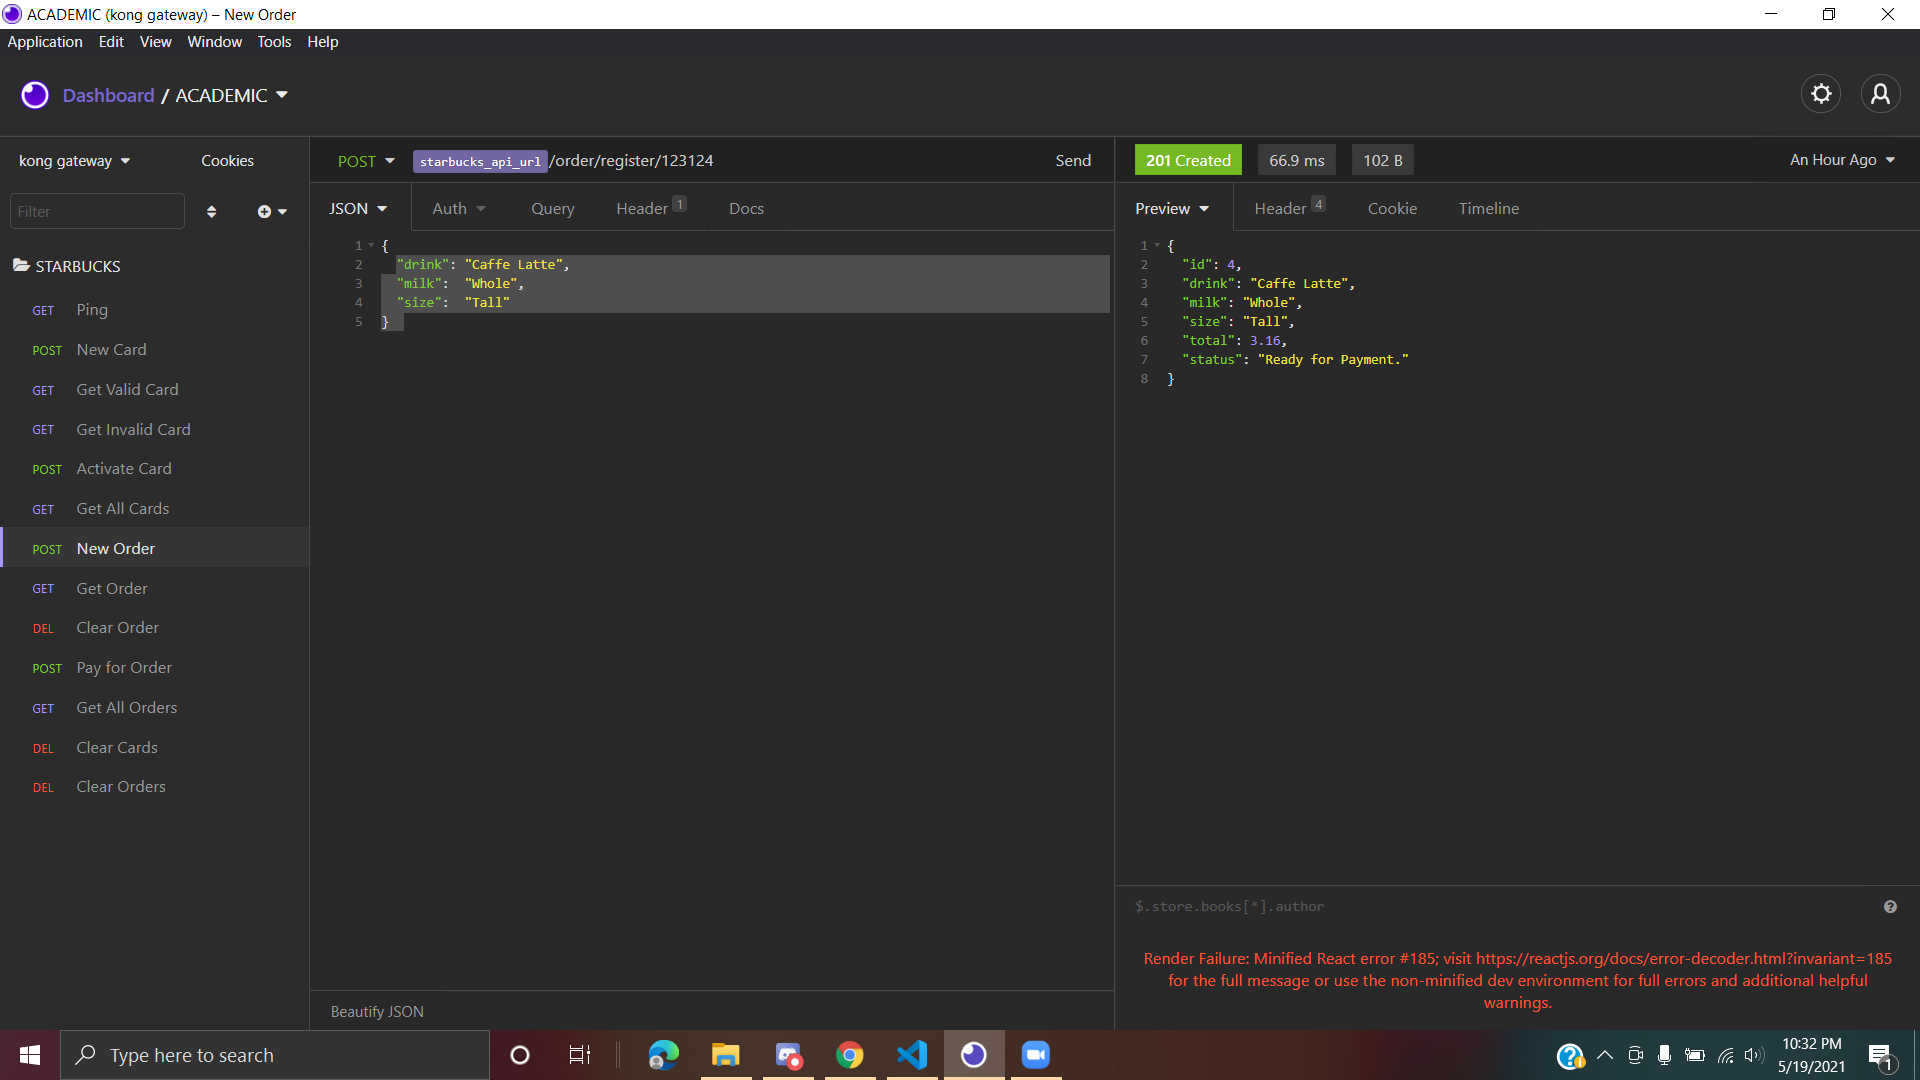 ACADEMIC (kong gateway) – New Order
Application Edit View Window Tools Help
Dashboard / ACADEMIC
kong gateway Cookies
Filter
STARBUCKS
GET Ping
POST New Card
GET Get Valid Card
GET Get Invalid Card
POST Activate Card
GET Get All Cards
POST New Order
GET Get Order
DEL Clear Order
POST Pay for Order
GET Get All Orders
DEL Clear Cards
DEL Clear Orders
POST starbucks_api_url/order/register/123124 Send
JSON Auth Query Header 1 Docs
1 {
2 "drink": "Caffe Latte",
3 "milk": "Whole",
4 "size": "Tall"
5 }
Beautify JSON
201 Created 66.9 ms 102 B An Hour Ago
Preview Header 4 Cookie Timeline
1 {
2 "id": 4,
3 "drink": "Caffe Latte",
4 "milk": "Whole",
5 "size": "Tall",
6 "total": 3.16,
7 "status": "Ready for Payment."
8 }
$.store.books[*].author
Render Failure: Minified React error #185; visit https://reactjs.org/docs/error-decoder.html?invariant=185
for the full message or use the non-minified dev environment for full errors and additional helpful
warnings.
Type here to search
10:32 PM
5/19/2021
1